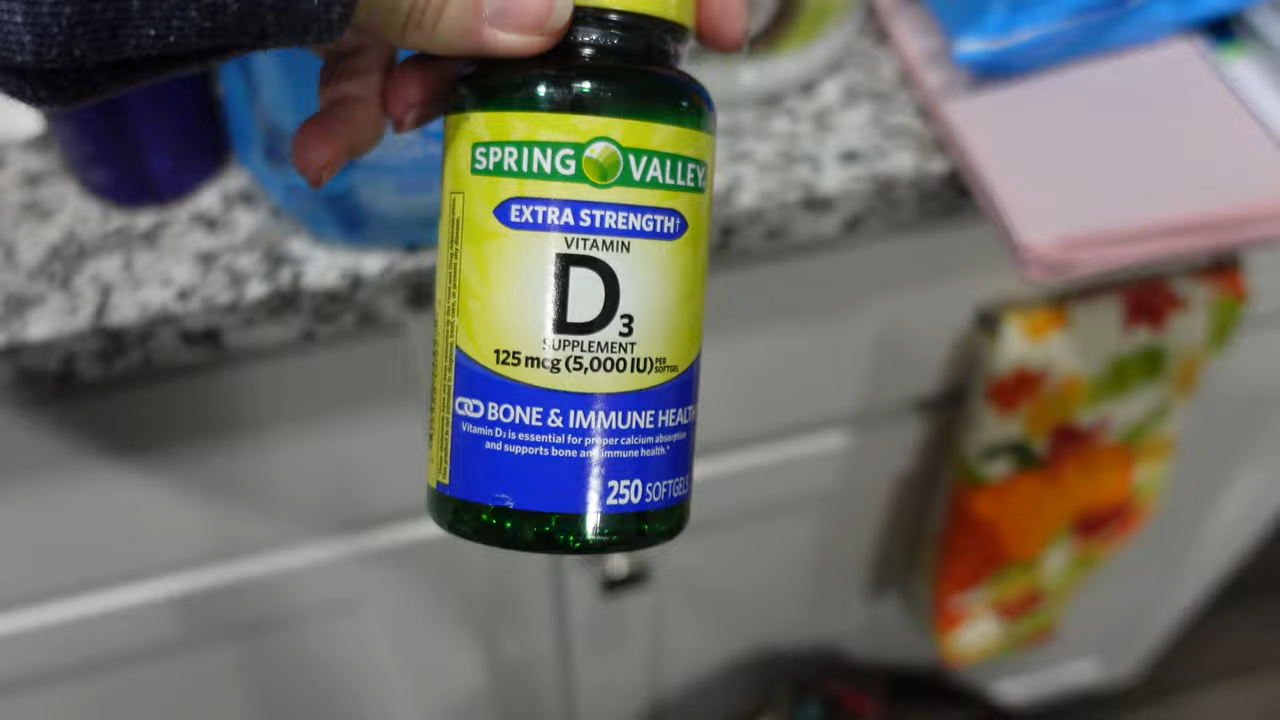 SPRING VALLEY
EXTRA STRENGTH†
VITAMIN
D3
SUPPLEMENT
125 mcg (5,000 IU) PER
SOFTGEL
BONE & IMMUNE HEALTH
Vitamin D3 is essential for proper calcium absorption
and supports bone and immune health.*
250 SOFTGELS